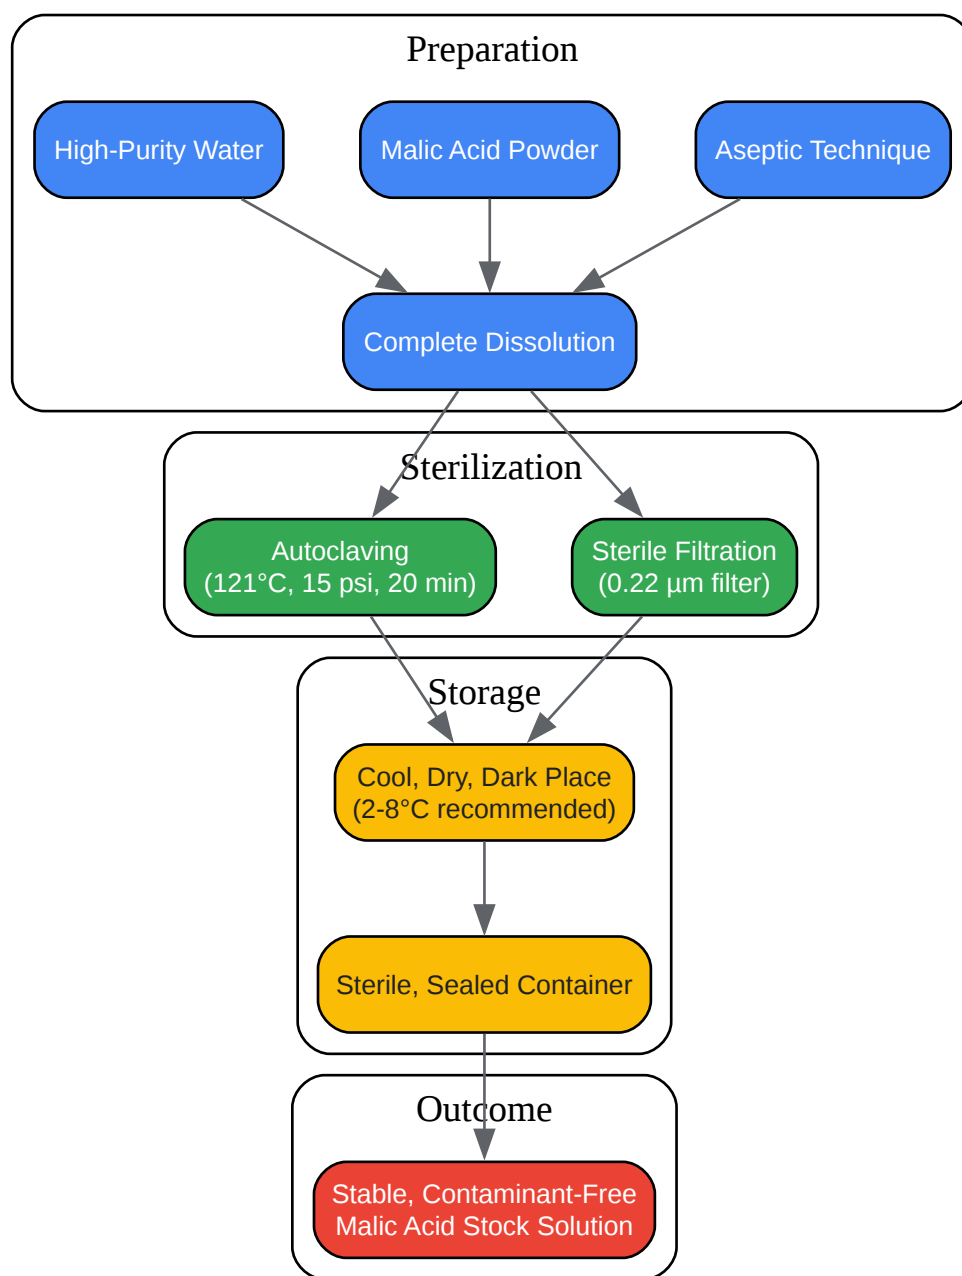 Preparation
High-Purity Water
Malic Acid Powder
Aseptic Technique
Complete Dissolution
Sterilization
Autoclaving
(121°C, 15 psi, 20 min)
Sterile Filtration
(0.22 µm filter)
Storage
Cool, Dry, Dark Place
(2-8°C recommended)
Sterile, Sealed Container
Outcome
Stable, Contaminant-Free
Malic Acid Stock Solution